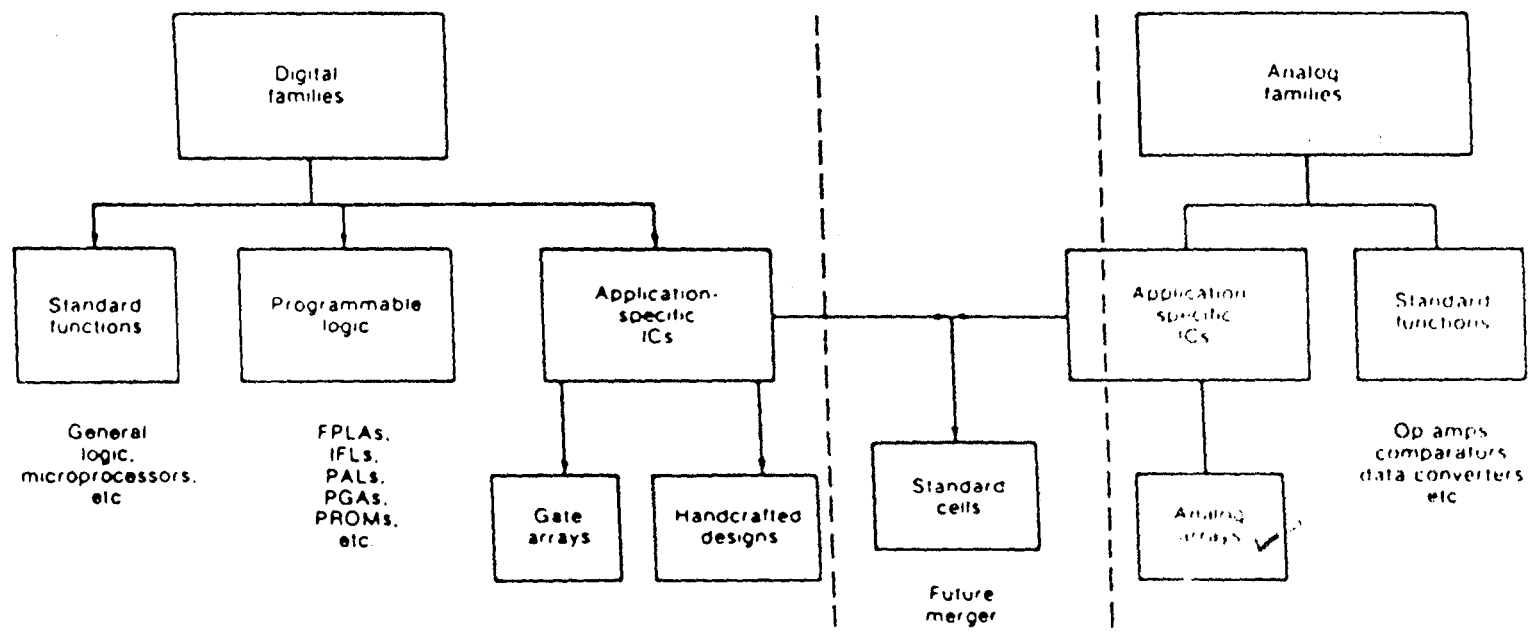 Digital
families
Analog
families
Standard
functions
Programmable
logic
Application-
specific
ICs
Application
specific
ICs
Standard
functions
General
logic,
microprocessors,
etc
FPLAs,
IFLs,
PALs,
PGAs,
PROMs,
etc.
Gate
arrays
Handcrafted
designs
Standard
cells
Future
merger
Analog
arrays
Op amps
comparators
data converters
etc